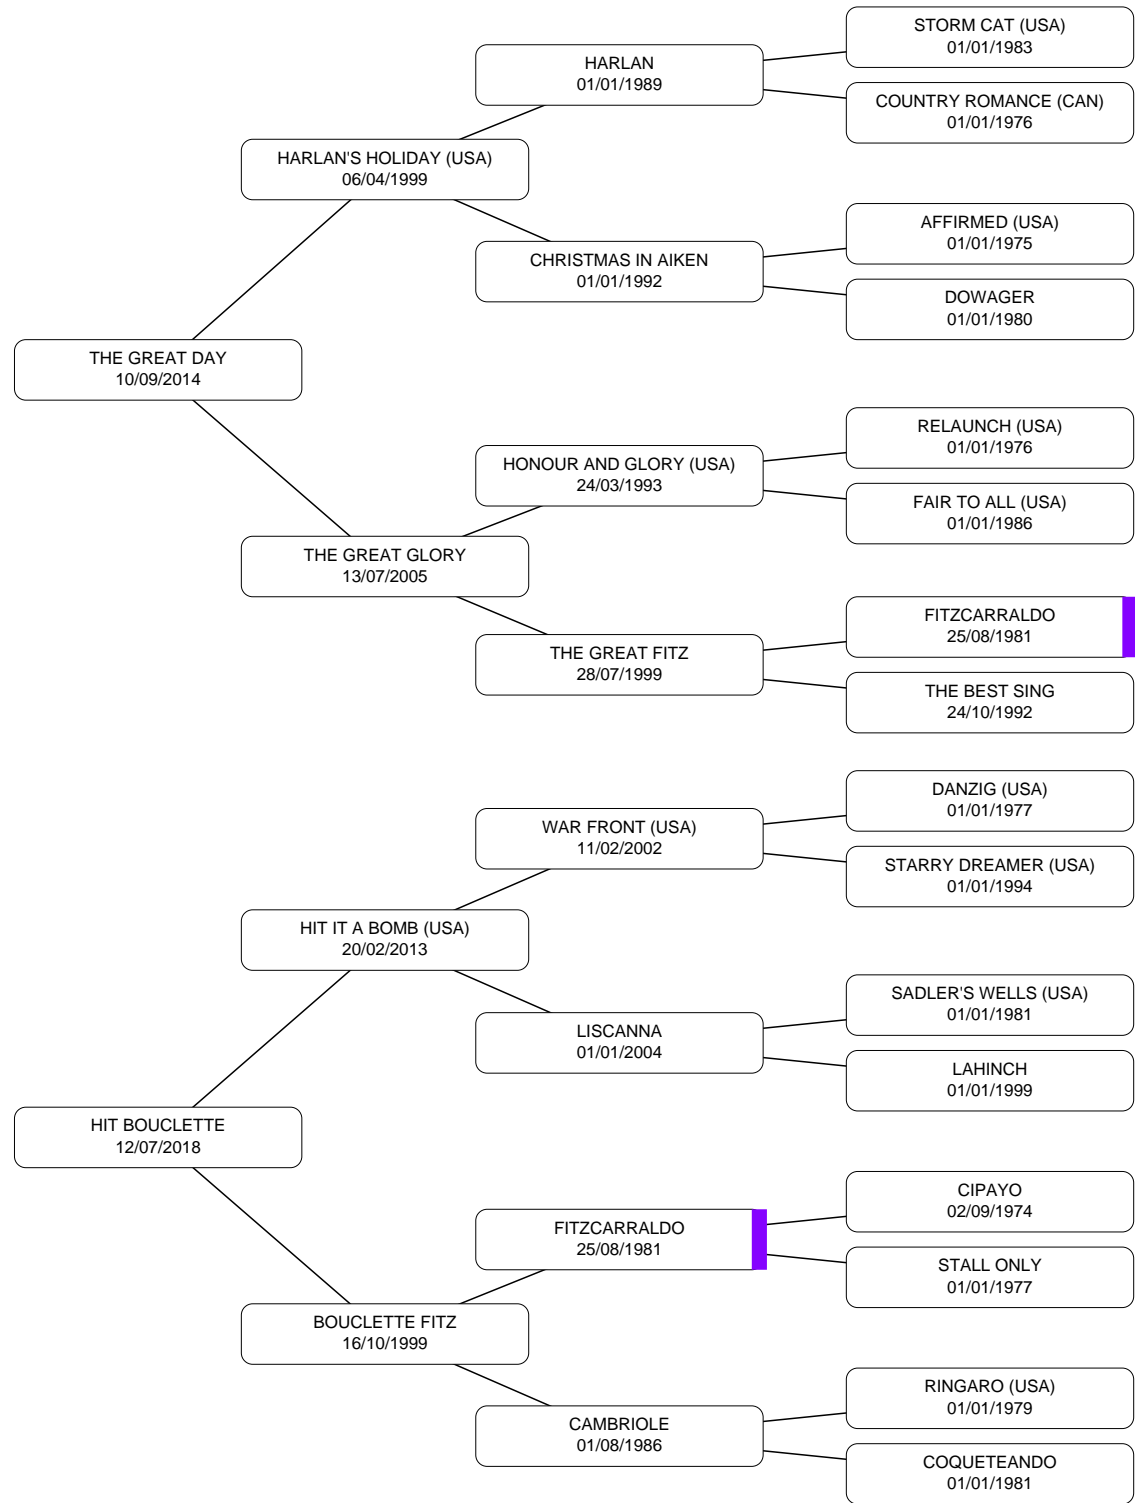 STORM CAT (USA)
01/01/1983
HARLAN
01/01/1989
COUNTRY ROMANCE (CAN)
01/01/1976
HARLAN'S HOLIDAY (USA)
06/04/1999
AFFIRMED (USA)
01/01/1975
CHRISTMAS IN AIKEN
01/01/1992
DOWAGER
01/01/1980
THE GREAT DAY
10/09/2014
RELAUNCH (USA)
01/01/1976
HONOUR AND GLORY (USA)
24/03/1993
FAIR TO ALL (USA)
01/01/1986
THE GREAT GLORY
13/07/2005
FITZCARRALDO
25/08/1981
THE GREAT FITZ
28/07/1999
THE BEST SING
24/10/1992
DANZIG (USA)
01/01/1977
WAR FRONT (USA)
11/02/2002
STARRY DREAMER (USA)
01/01/1994
HIT IT A BOMB (USA)
20/02/2013
SADLER'S WELLS (USA)
01/01/1981
LISCANNA
01/01/2004
LAHINCH
01/01/1999
HIT BOUCLETTE
12/07/2018
CIPAYO
02/09/1974
FITZCARRALDO
25/08/1981
STALL ONLY
01/01/1977
BOUCLETTE FITZ
16/10/1999
RINGARO (USA)
01/01/1979
CAMBRIOLE
01/08/1986
COQUETEANDO
01/01/1981